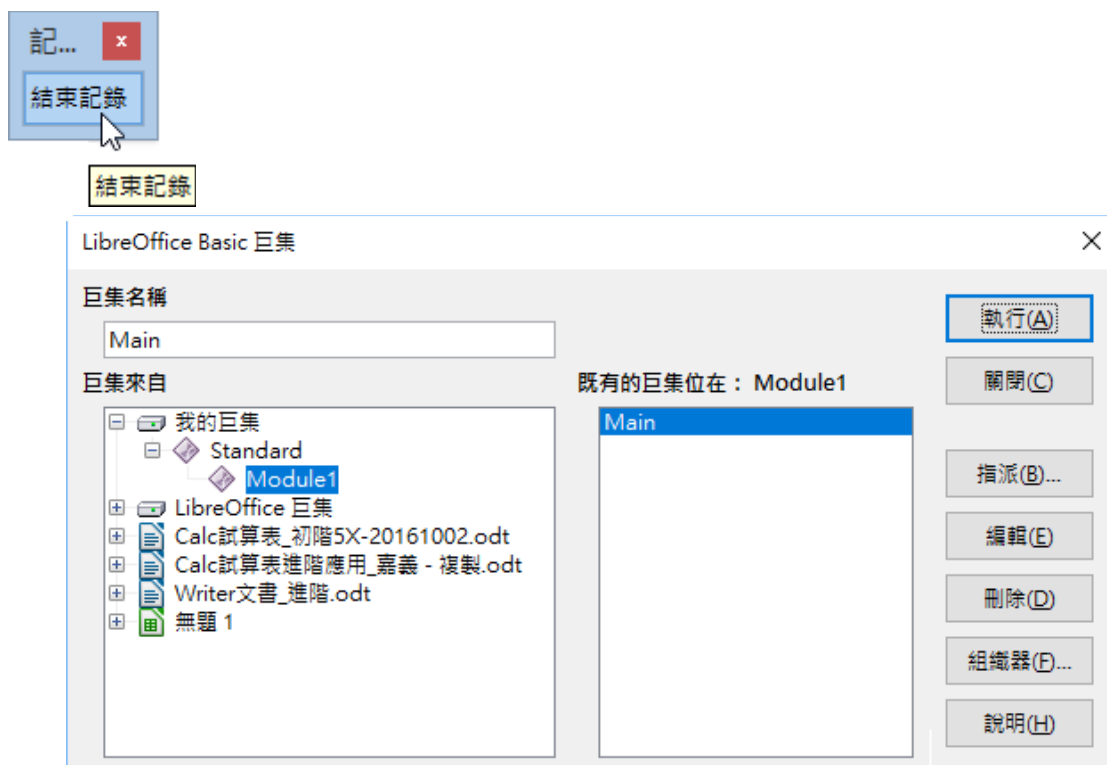 記... x
結束記錄
結束記錄
LibreOffice Basic 巨集
巨集名稱
Main
巨集來自
既有的巨集位在： Module1
我的巨集
Standard
Module1
LibreOffice 巨集
Calc試算表_初階5X-20161002.odt
Calc試算表進階應用_嘉義 - 複製.odt
Writer文書_進階.odt
無題 1
Main
執行(A)
關閉(C)
指派(B)...
編輯(E)
刪除(D)
組織器(F)...
說明(H)